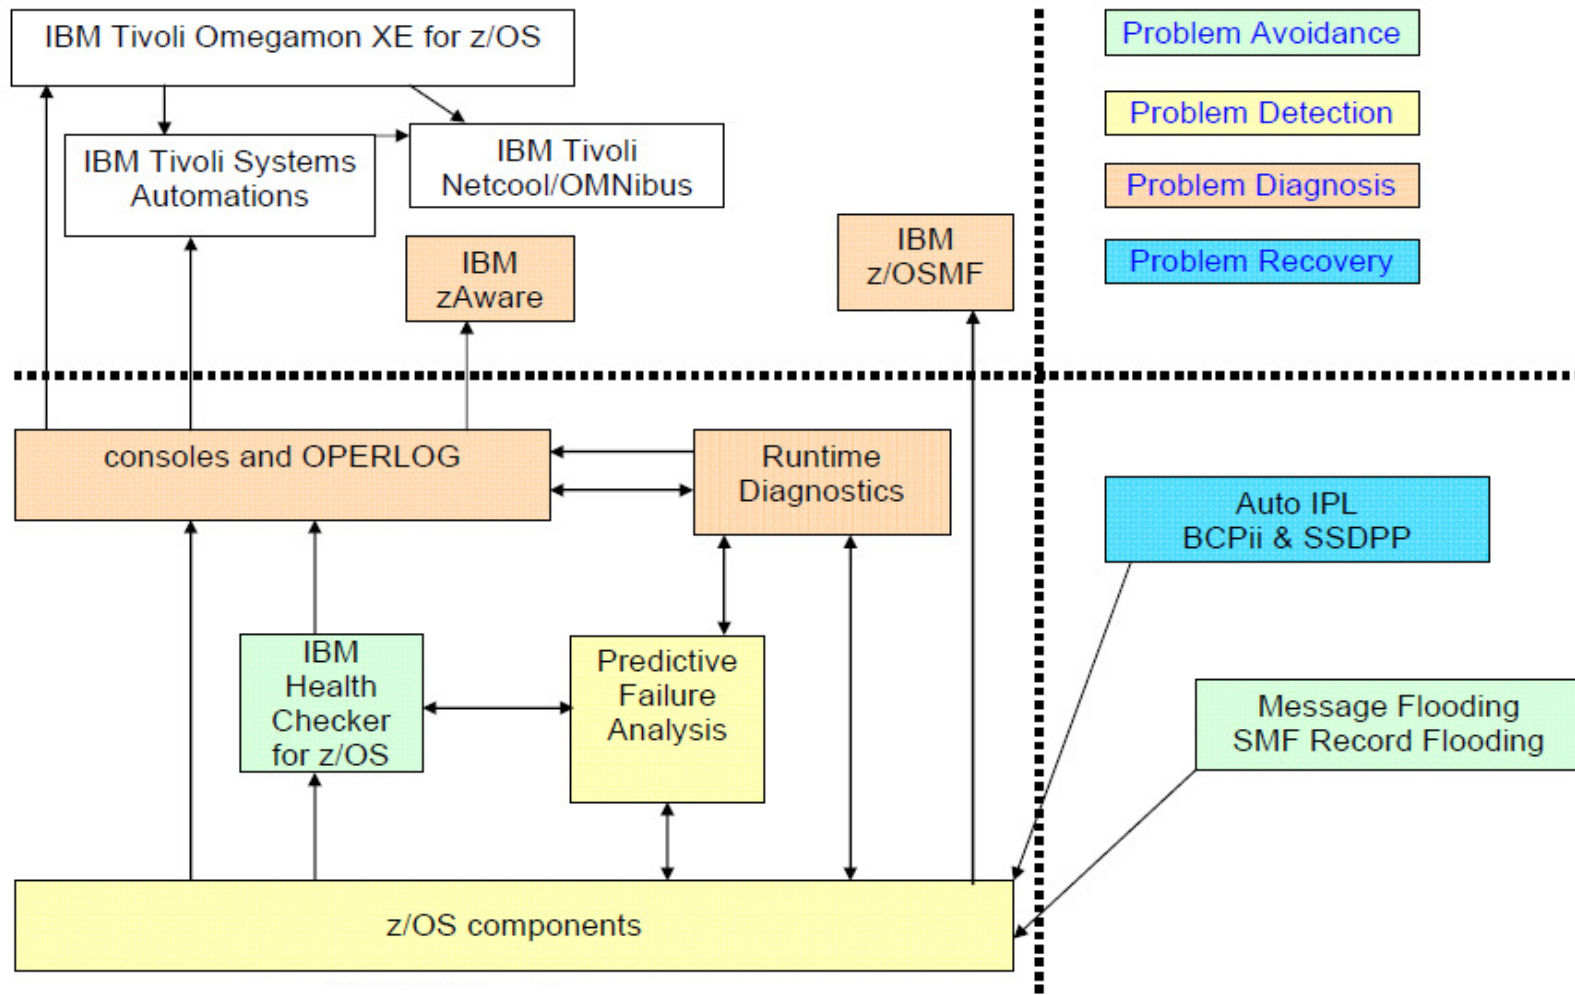 IBM Tivoli Omegamon XE for z/OS
IBM Tivoli Systems
Automations
IBM Tivoli
Netcool/OMNibus
IBM
zAware
IBM
z/OSMF
Problem Avoidance
Problem Detection
Problem Diagnosis
Problem Recovery
consoles and OPERLOG
Runtime
Diagnostics
IBM
Health
Checker
for z/OS
Predictive
Failure
Analysis
z/OS components
Auto IPL
BCPii & SSDPP
Message Flooding
SMF Record Flooding